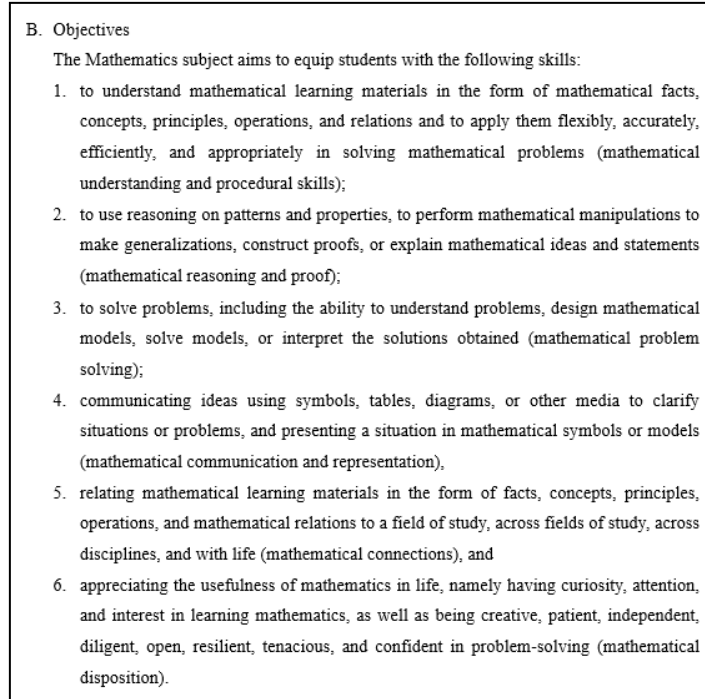 B. Objectives
The Mathematics subject aims to equip students with the following skills:
1. to understand mathematical learning materials in the form of mathematical facts,
concepts, principles, operations, and relations and to apply them flexibly, accurately,
efficiently, and appropriately in solving mathematical problems (mathematical
understanding and procedural skills);
2. to use reasoning on patterns and properties, to perform mathematical manipulations to
make generalizations, construct proofs, or explain mathematical ideas and statements
(mathematical reasoning and proof);
3. to solve problems, including the ability to understand problems, design mathematical
models, solve models, or interpret the solutions obtained (mathematical problem
solving);
4. communicating ideas using symbols, tables, diagrams, or other media to clarify
situations or problems, and presenting a situation in mathematical symbols or models
(mathematical communication and representation),
5. relating mathematical learning materials in the form of facts, concepts, principles,
operations, and mathematical relations to a field of study, across fields of study, across
disciplines, and with life (mathematical connections), and
6. appreciating the usefulness of mathematics in life, namely having curiosity, attention,
and interest in learning mathematics, as well as being creative, patient, independent,
diligent, open, resilient, tenacious, and confident in problem-solving (mathematical
disposition).